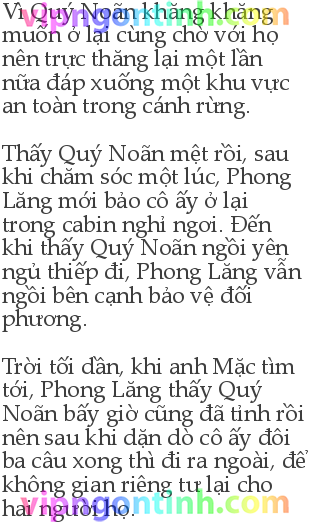 Vì Quý Noãn khăng khăng
muốn ở lại cùng chờ với họ
nên trực thăng lại một lần
nữa đáp xuống một khu vực
an toàn trong cánh rừng.
Thấy Quý Noãn mệt rồi, sau
khi chăm sóc một lúc, Phong
Lăng mới bảo cô ấy ở lại
trong cabin nghỉ ngơi. Đến
khi thấy Quý Noãn ngồi yên
ngủ thiếp đi, Phong Lăng vẫn
ngồi bên cạnh bảo vệ đối
phương.
Trời tối dần, khi anh Mặc tìm
tới, Phong Lăng thấy Quý
Noãn bấy giờ cũng đã tỉnh rồi
nên sau khi dặn dò cô ấy đôi
ba câu xong thì đi ra ngoài, để
không gian riêng tư lại cho
hai người họ.
vipngontinh.com
vipngontinh.com